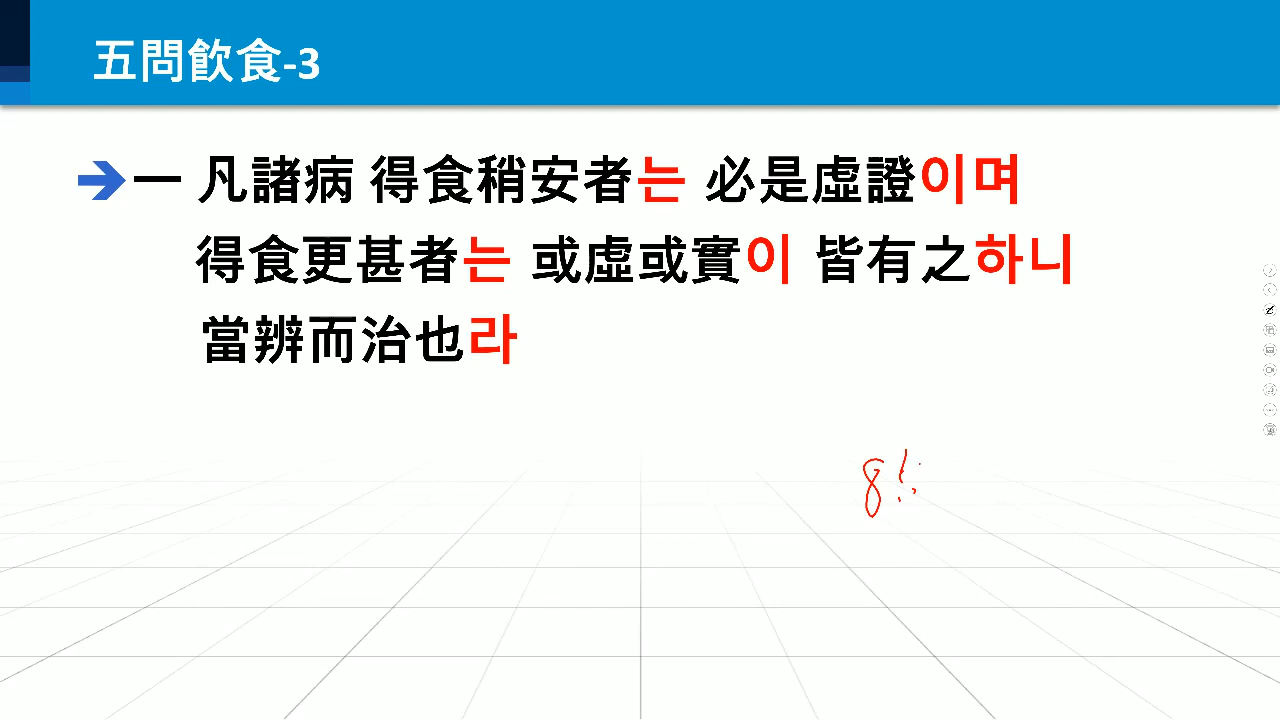 五問飮食-3
一 凡諸病 得食稍安者는 必是虛證이며
得食更甚者는 或虛或實이 皆有之하니
當辨而治也라